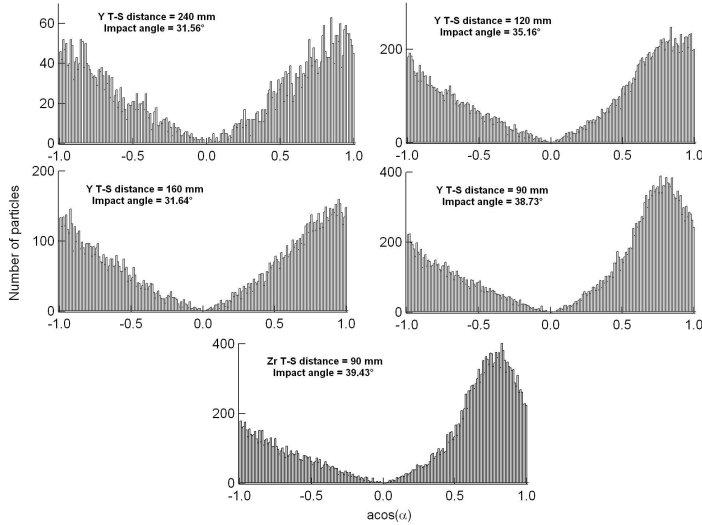 Y T-S distance = 240 mm
Impact angle = 31.56°
60
40
20
0
-1.0 -0.5 0.0 0.5 1.0
Y T-S distance = 120 mm
Impact angle = 35.16°
200
0
-1.0 -0.5 0.0 0.5 1.0
Number of particles
Y T-S distance = 160 mm
Impact angle = 31.64°
200
100
0
-1.0 -0.5 0.0 0.5 1.0
Y T-S distance = 90 mm
Impact angle = 38.73°
400
200
0
-1.0 -0.5 0.0 0.5 1.0
Zr T-S distance = 90 mm
Impact angle = 39.43°
400
200
0
-1.0 -0.5 0.0 0.5 1.0
acos(α)